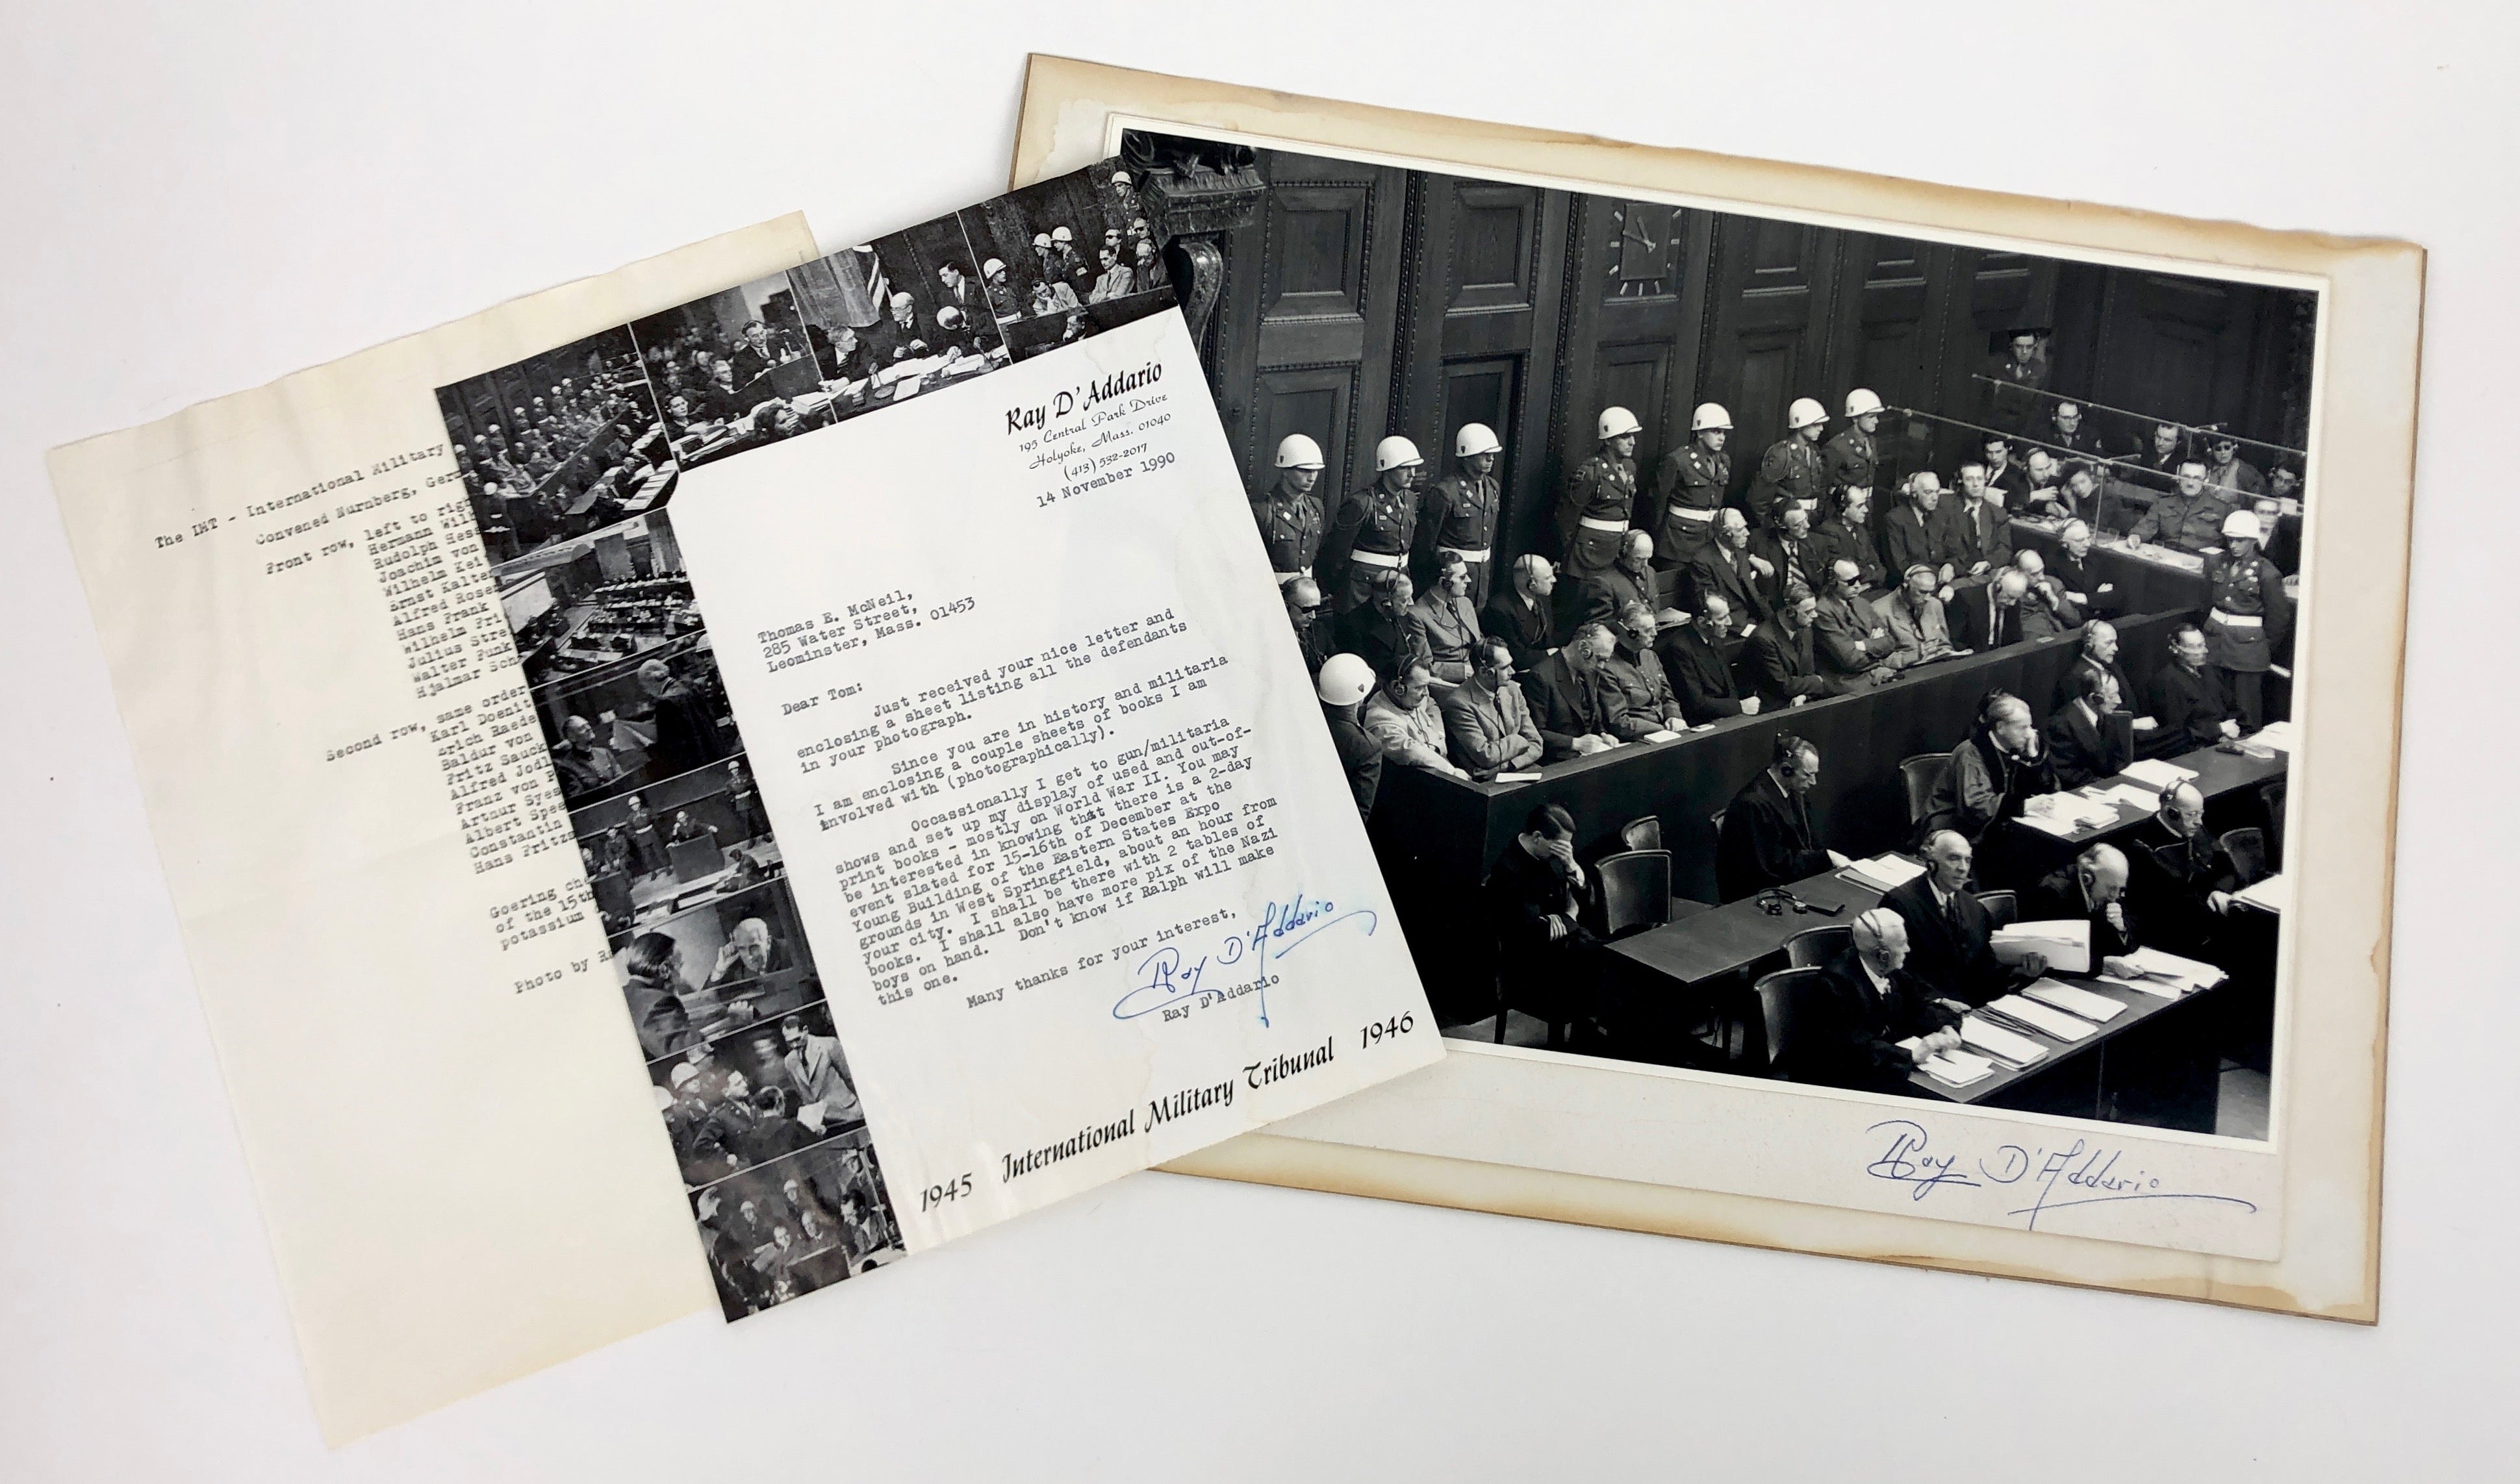 The IMT - International Military
Convened Nurnberg, Germ
Front row, left to righ
Hermann Wilh
Rudolph Hess
Joachim von
Wilhelm Kei
Ernst Kalten
Alfred Rosen
Hans Frank
Wilhelm Fri
Julius Stre
Walter Funk
Hjalmar Sch
Second row, same order
Karl Doenit
Erich Raede
Baldur von
Fritz Sauck
Alfred Jodl
Franz von P
Arthur Syes
Albert Spee
Constantin
Hans Fritzs
Goering che
of the 15th
potassium
Photo by Ra
Ray D'Addario
195 Central Park Drive
Holyoke, Mass. 01040
(413) 532-2017
14 November 1990
Thomas E. McNeil,
285 Water Street,
Leominster, Mass. 01453
Dear Tom:
Just received your nice letter and
enclosing a sheet listing all the defendants
in your photograph.
Since you are in history and militaria
I am enclosing a couple sheets of books I am
involved with (photographically).
Occassionally I get to gun/militaria
shows and set up my display of used and out-of-
print books - mostly on World War II. You may
be interested in knowing that there is a 2-day
event slated for 15-16th of December at the
Young Building of the Eastern States Expo
grounds in West Springfield, about an hour from
your city. I shall be there with 2 tables of
books. I shall also have more pix of the Nazi
boys on hand. Don't know if Ralph will make
this one.
Many thanks for your interest,
Ray D'Addario
Ray D'Addario
1945 International Military Tribunal 1946
Ray D'Addario